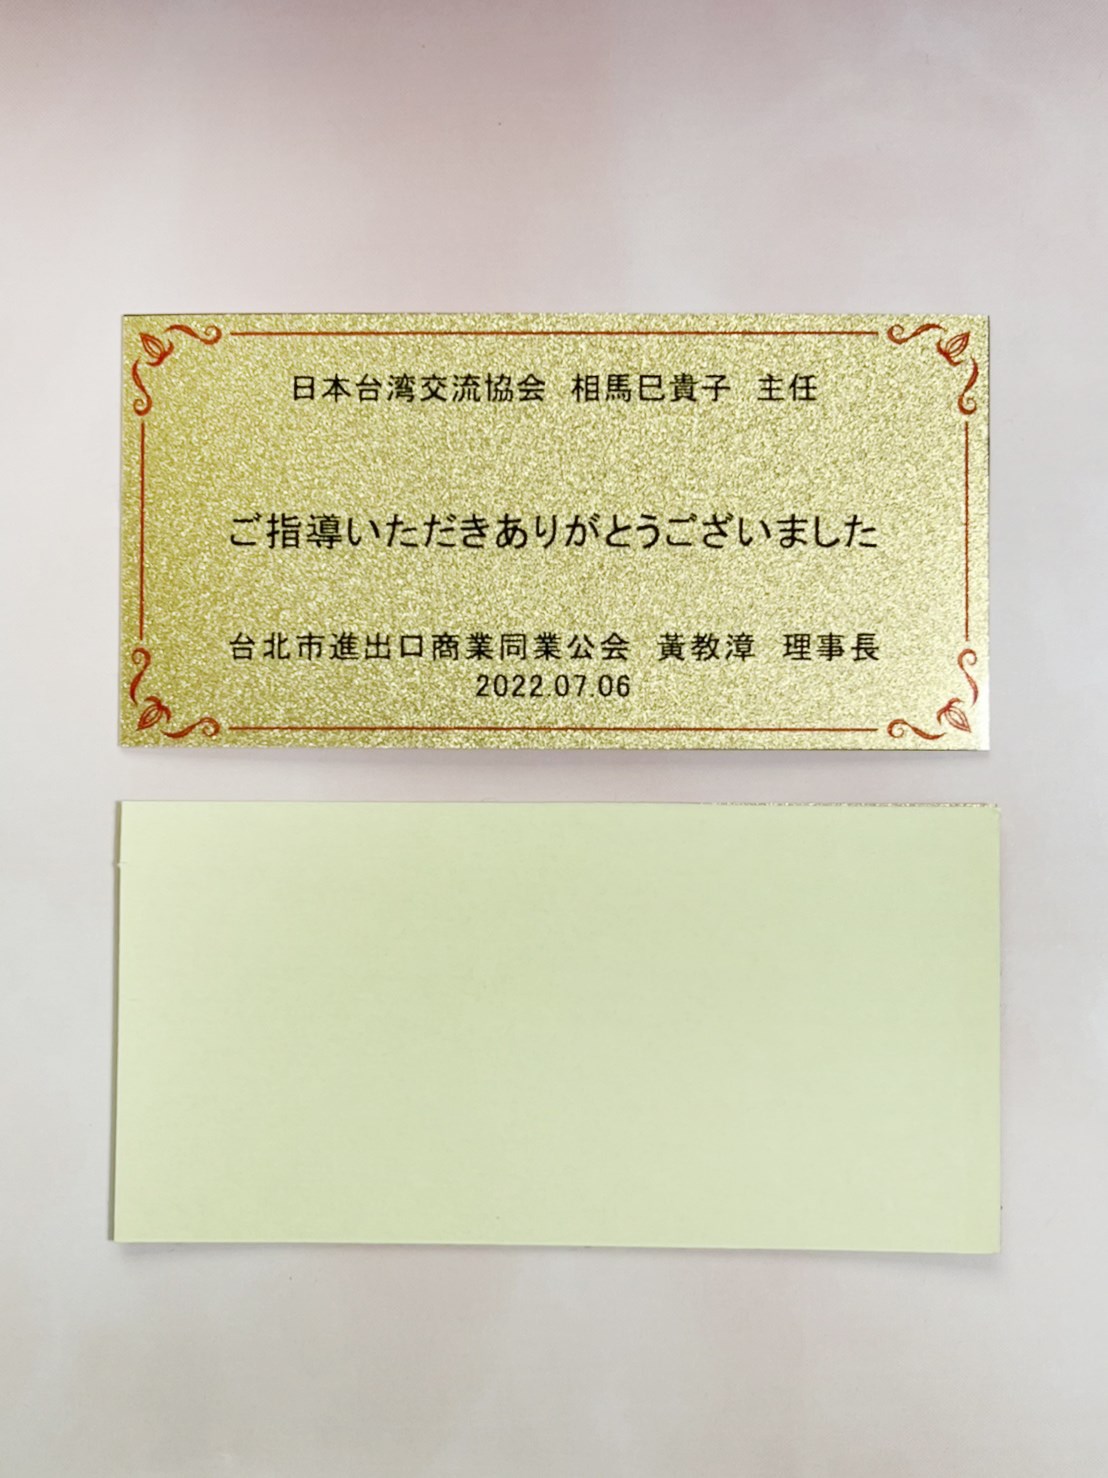 日本台湾交流協会 相馬巳貴子 主任
ご指導いただきありがとうございました
台北市進出口商業同業公会 黃教漳 理事長
2022.07.06